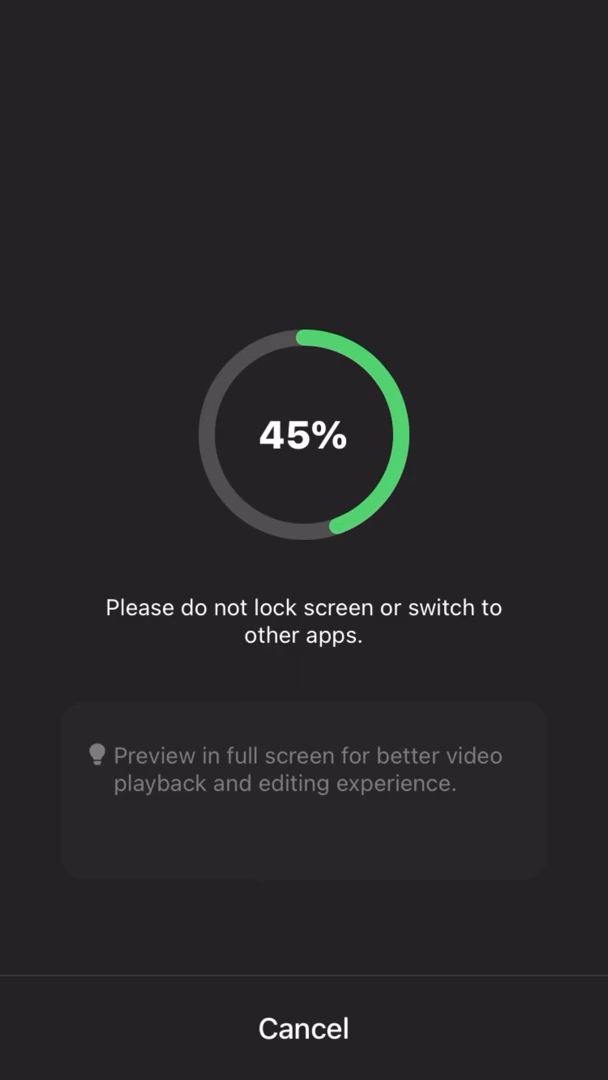 45%
Please do not lock screen or switch to
other apps.
Preview in full screen for better video
playback and editing experience.
Cancel